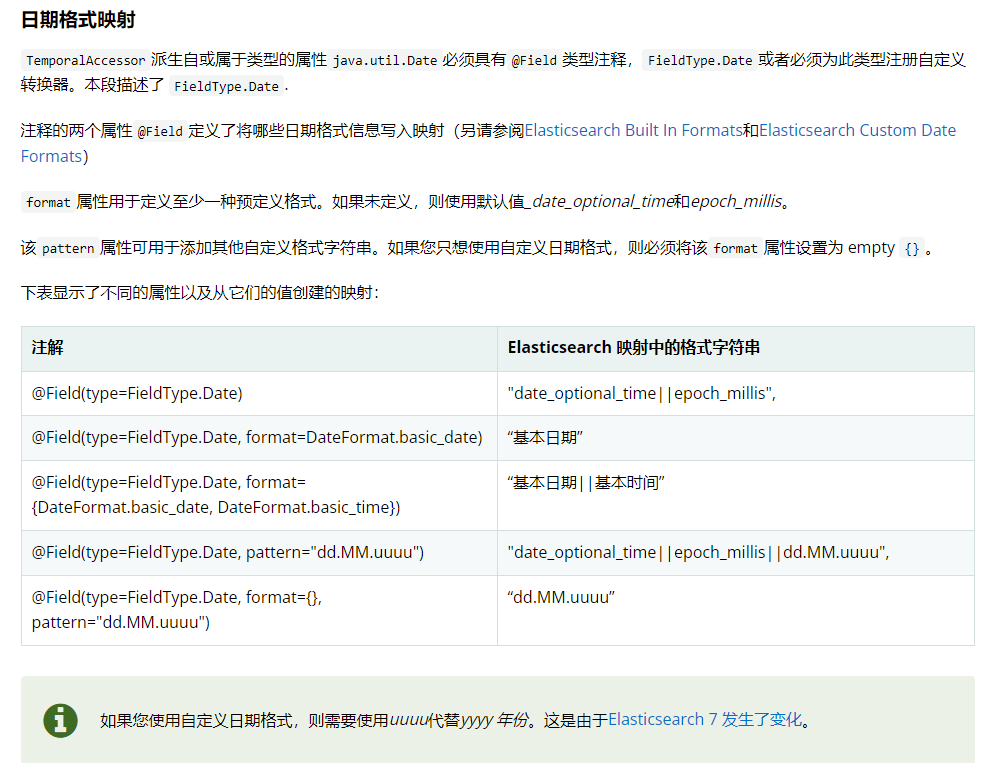 日期格式映射
TemporalAccessor 派生自或属于类型的属性 java.util.Date 必须具有 @Field 类型注释， FieldType.Date 或者必须为此类型注册自定义
转换器。本段描述了 FieldType.Date .
注释的两个属性 @Field 定义了将哪些日期格式信息写入映射（另请参阅Elasticsearch Built In Formats和Elasticsearch Custom Date
Formats）
format 属性用于定义至少一种预定义格式。如果未定义，则使用默认值_date_optional_time和epoch_millis。
该 pattern 属性可用于添加其他自定义格式字符串。如果您只想使用自定义日期格式，则必须将该 format 属性设置为 empty {} 。
下表显示了不同的属性以及从它们的值创建的映射：
注解 Elasticsearch 映射中的格式字符串
@Field(type=FieldType.Date) "date_optional_time||epoch_millis",
@Field(type=FieldType.Date, format=DateFormat.basic_date) “基本日期”
@Field(type=FieldType.Date, format= “基本日期||基本时间”
{DateFormat.basic_date, DateFormat.basic_time})
@Field(type=FieldType.Date, pattern="dd.MM.uuuu") "date_optional_time||epoch_millis||dd.MM.uuuu",
@Field(type=FieldType.Date, format={}, “dd.MM.uuuu”
pattern="dd.MM.uuuu")
如果您使用自定义日期格式，则需要使用uuuu代替yyyy 年份。这是由于Elasticsearch 7 发生了变化。